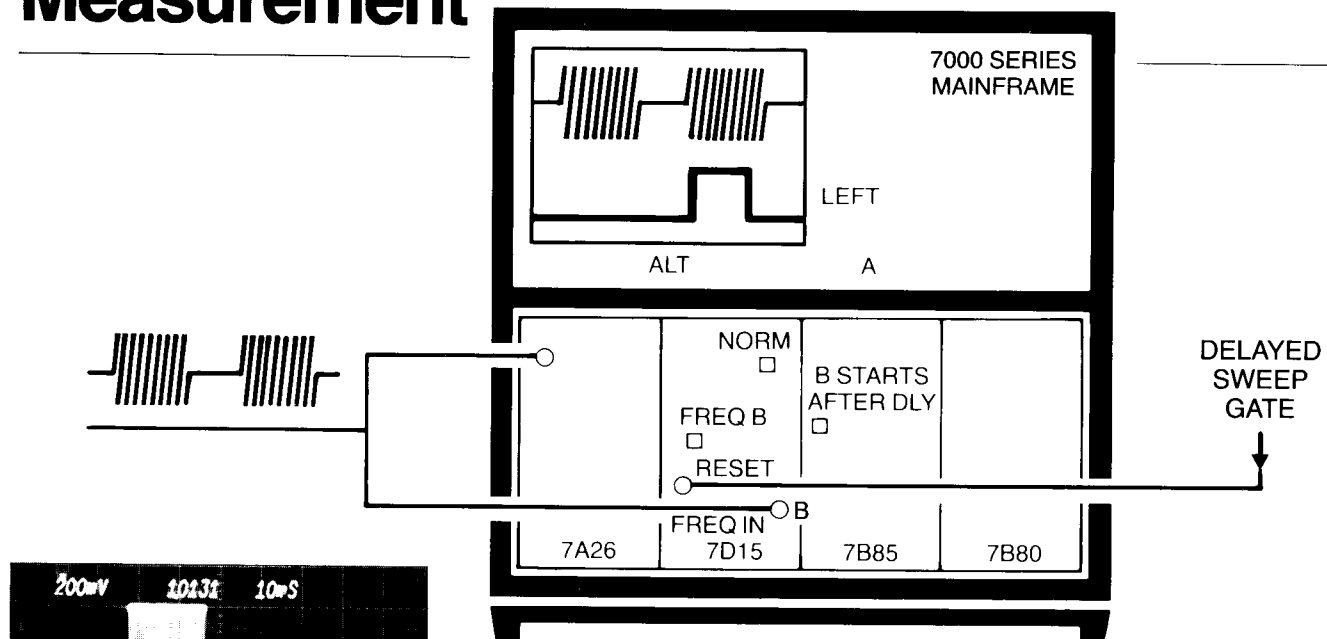 Measurement
7000 SERIES
MAINFRAME
LEFT
ALT A
NORM
B STARTS
AFTER DLY
FREQ B
RESET
B
FREQ IN
7A26 7D15 7B85 7B80
DELAYED
SWEEP
GATE
200mV 10131 10mS